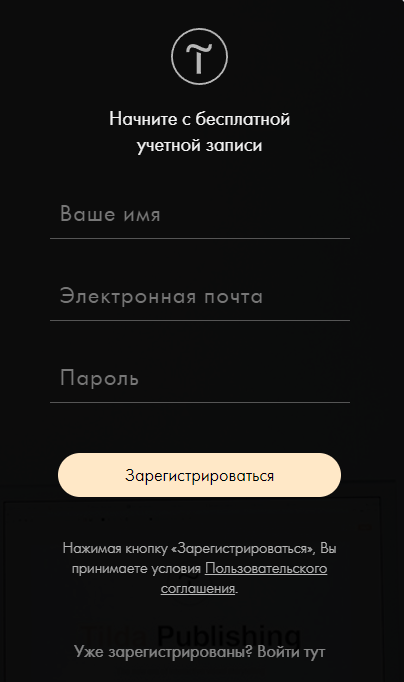 Начните с бесплатной
учетной записи
Ваше имя
Электронная почта
Пароль
Зарегистрироваться
Нажимая кнопку «Зарегистрироваться», Вы
принимаете условия Пользовательского
соглашения.
Tilda Publishing
Уже зарегистрированы? Войти тут